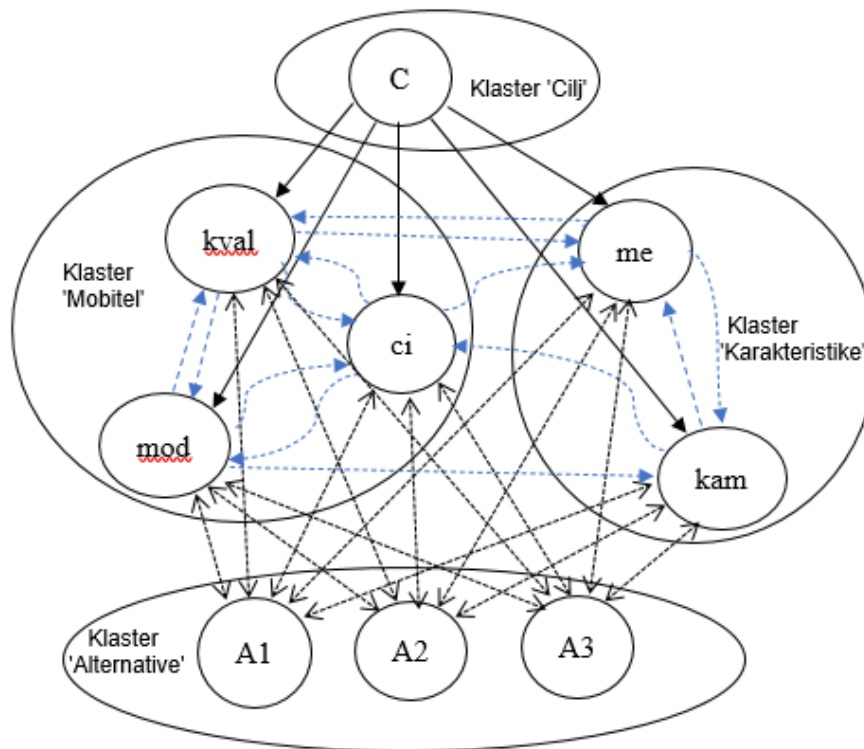 C
Klaster 'Cilj'
kval
me
Klaster
'Mobitel'
ci
Klaster
'Karakteristike'
mod
kam
Klaster
'Alternative'
A1
A2
A3